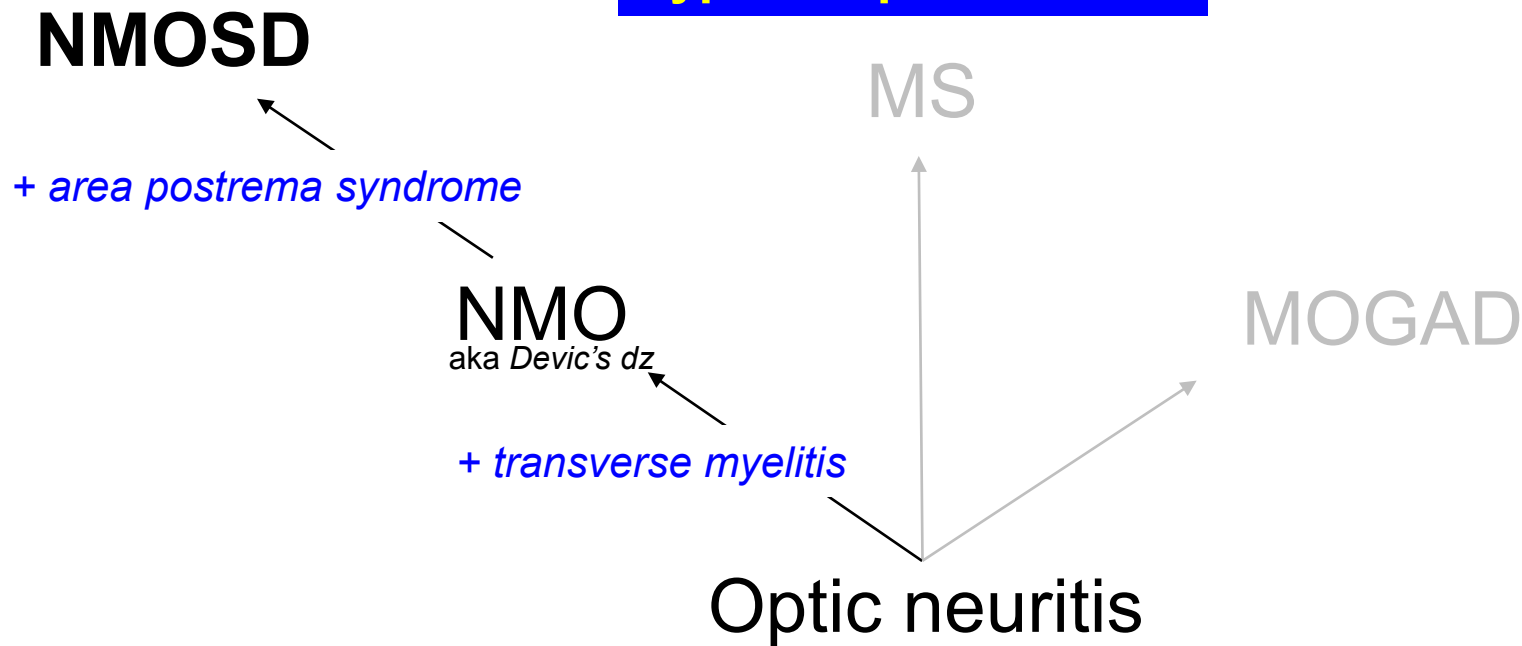 NMOSD
MS
+ area postrema syndrome
NMO
aka Devic's dz
MOGAD
+ transverse myelitis
Optic neuritis